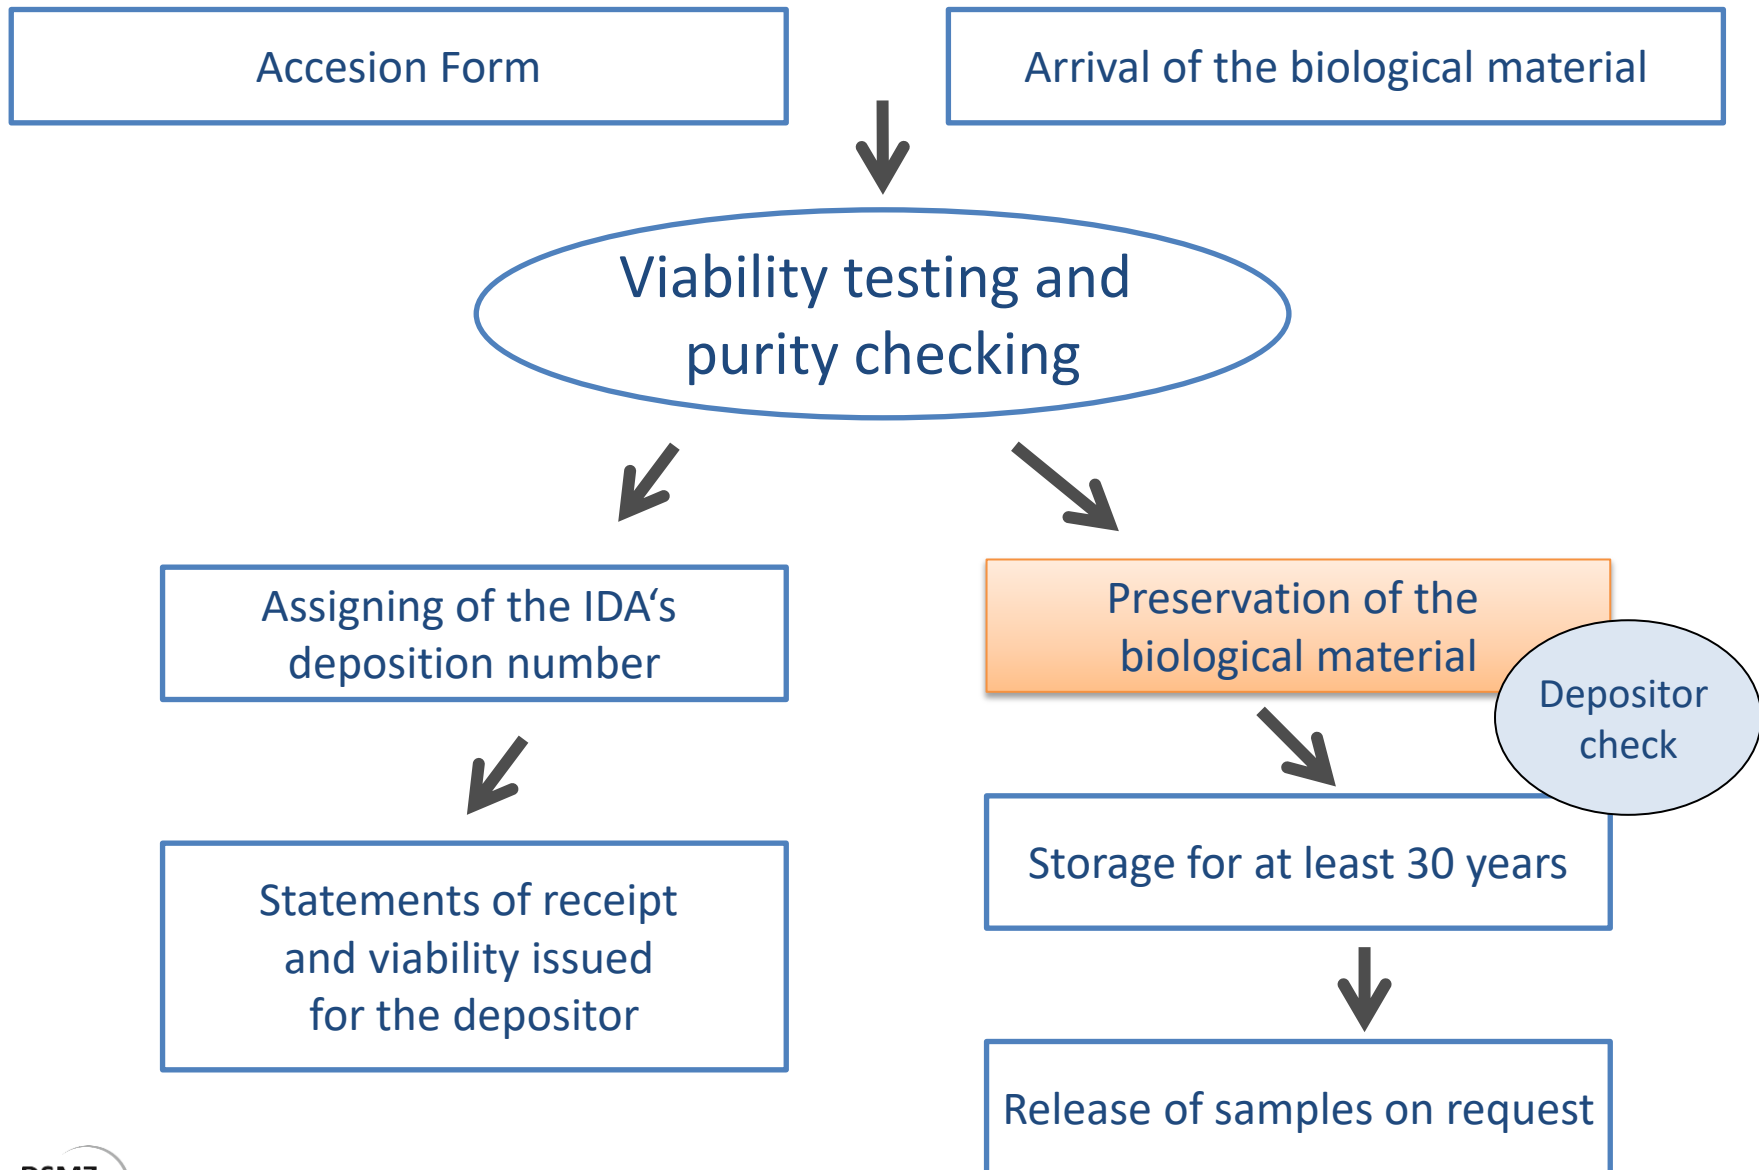 Accesion Form
Arrival of the biological material
Viability testing and
purity checking
Assigning of the IDA‘s
deposition number
Preservation of the
biological material
Depositor
check
Statements of receipt
and viability issued
for the depositor
Storage for at least 30 years
Release of samples on request